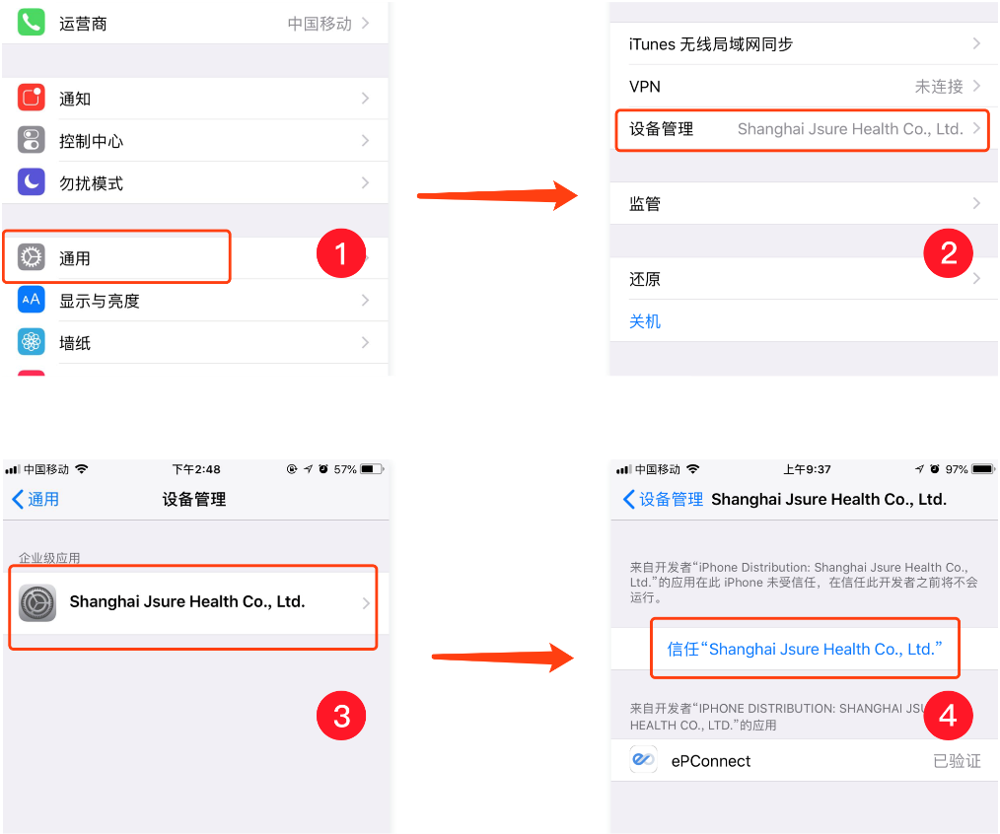 运营商 中国移动
通知
控制中心
勿扰模式
通用
1
AA 显示与亮度
墙纸
iTunes 无线局域网同步
VPN 未连接
设备管理 Shanghai Jsure Health Co., Ltd.
监管
2
还原
关机
中国移动 下午2:48 57%
通用 设备管理
企业级应用
Shanghai Jsure Health Co., Ltd.
3
中国移动 上午9:37 97%
设备管理 Shanghai Jsure Health Co., Ltd.
来自开发者“iPhone Distribution: Shanghai Jsure Health Co.,
Ltd.”的应用在此 iPhone 未受信任，在信任此开发者之前将不会
运行。
信任“Shanghai Jsure Health Co., Ltd.”
来自开发者“IPHONE DISTRIBUTION: SHANGHAI JSU
HEALTH CO., LTD.”的应用
4
ePConnect 已验证